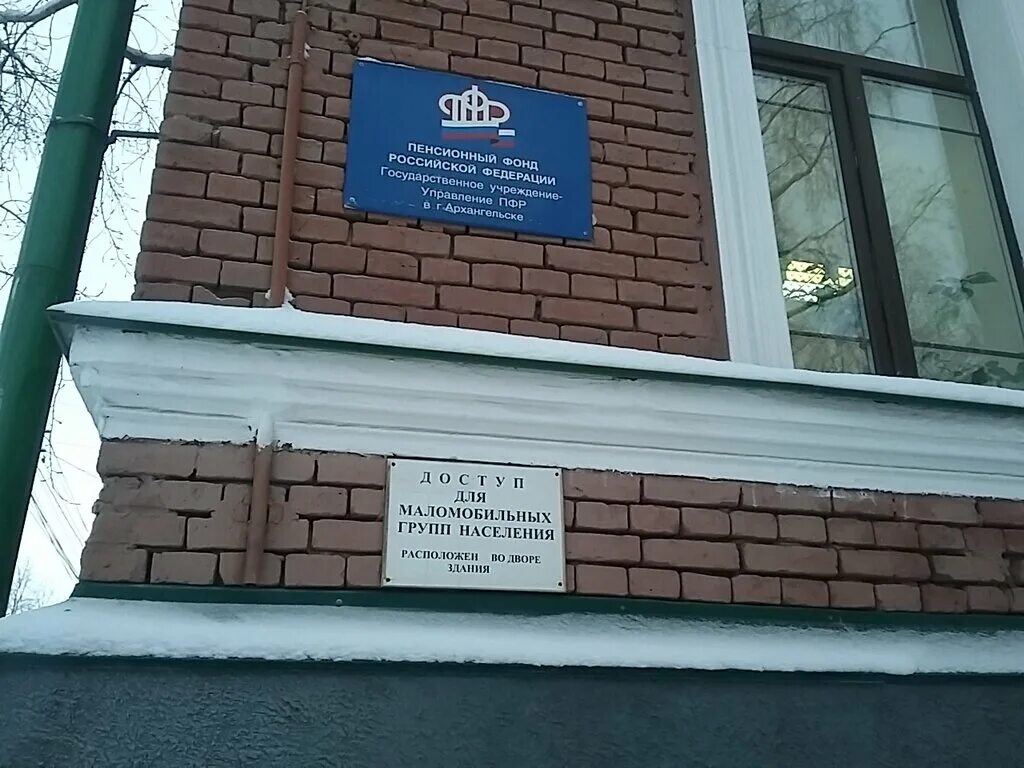 ПФР
ПЕНСИОННЫЙ ФОНД
РОССИЙСКОЙ ФЕДЕРАЦИИ
Государственное учреждение-
Управление ПФР
в г.Архангельске
ДОСТУП
ДЛЯ
МАЛОМОБИЛЬНЫХ
ГРУПП НАСЕЛЕНИЯ
РАСПОЛОЖЕН ВО ДВОРЕ
ЗДАНИЯ